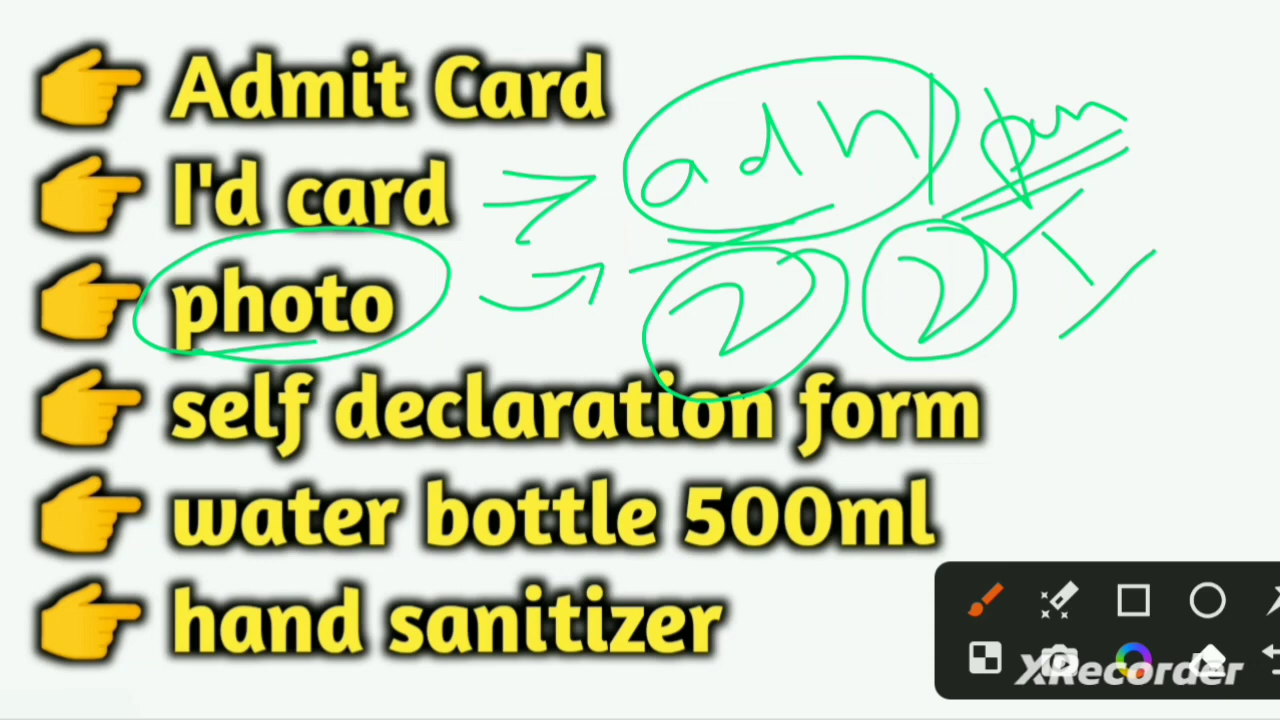 Admit Card
I'd card
photo
self declaration form
water bottle 500ml
hand sanitizer
XRecorder